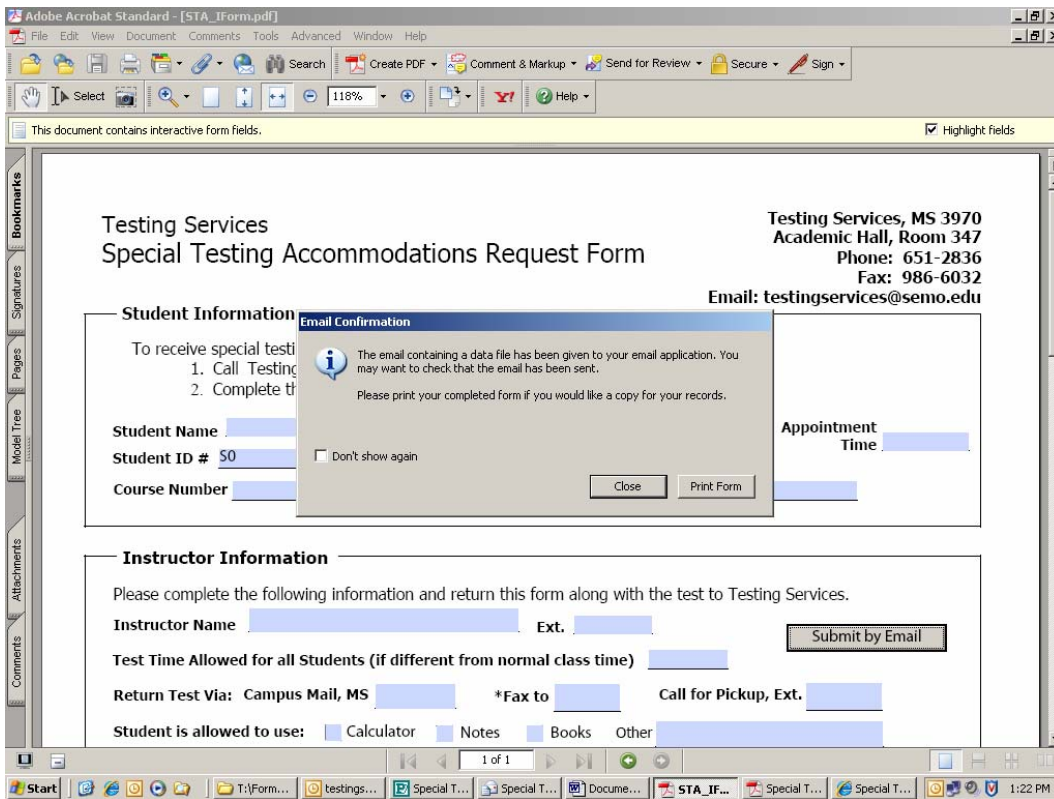 Adobe Acrobat Standard - [STA_IForm.pdf]
File Edit View Document Comments Tools Advanced Window Help
Search Create PDF Comment & Markup Send for Review Secure Sign
Select 118% Y! Help
This document contains interactive form fields. Highlight fields
Bookmarks
Signatures
Pages
Model Tree
Attachments
Comments
Testing Services
Special Testing Accommodations Request Form
Testing Services, MS 3970
Academic Hall, Room 347
Phone: 651-2836
Fax: 986-6032
Email: testingservices@semo.edu
Student Information
To receive special testi
1. Call Testing
2. Complete th
Student Name
Student ID # S0
Course Number
Appointment
Time
Email Confirmation
The email containing a data file has been given to your email application. You
may want to check that the email has been sent.
Please print your completed form if you would like a copy for your records.
Don't show again
Close Print Form
Instructor Information
Please complete the following information and return this form along with the test to Testing Services.
Instructor Name Ext.
Submit by Email
Test Time Allowed for all Students (if different from normal class time)
Return Test Via: Campus Mail, MS *Fax to Call for Pickup, Ext.
Student is allowed to use: Calculator Notes Books Other
1 of 1
Start T:\Form... testings... Special T... Special T... Docume... STA_IF... Special T... Special T... 1:22 PM